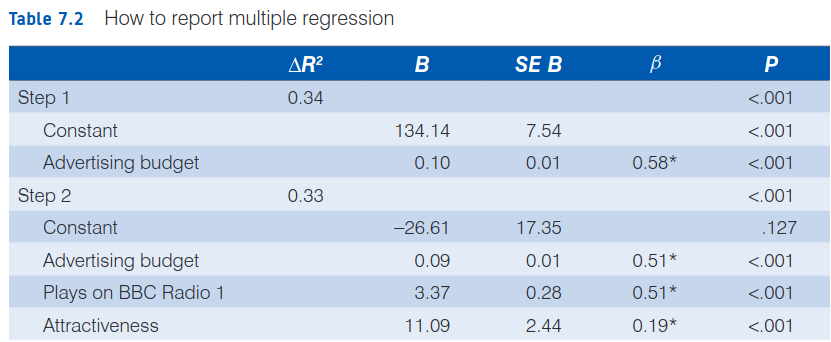 Table 7.2 How to report multiple regression
ΔR² B SE B β P
Step 1 0.34 <.001
Constant 134.14 7.54 <.001
Advertising budget 0.10 0.01 0.58* <.001
Step 2 0.33 <.001
Constant −26.61 17.35 .127
Advertising budget 0.09 0.01 0.51* <.001
Plays on BBC Radio 1 3.37 0.28 0.51* <.001
Attractiveness 11.09 2.44 0.19* <.001